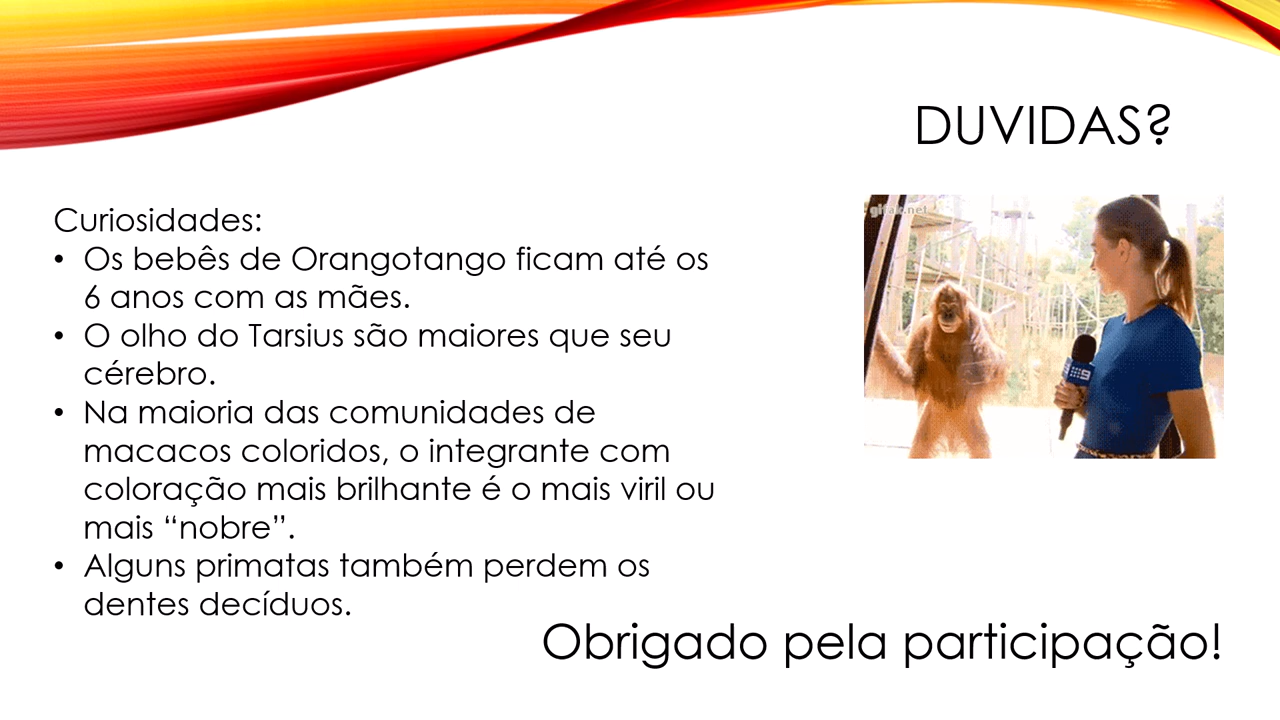 DUVIDAS?
Curiosidades:
• Os bebês de Orangotango ficam até os
6 anos com as mães.
• O olho do Tarsius são maiores que seu
cérebro.
• Na maioria das comunidades de
macacos coloridos, o integrante com
coloração mais brilhante é o mais viril ou
mais “nobre”.
• Alguns primatas também perdem os
dentes decíduos.
9
Obrigado pela participação!